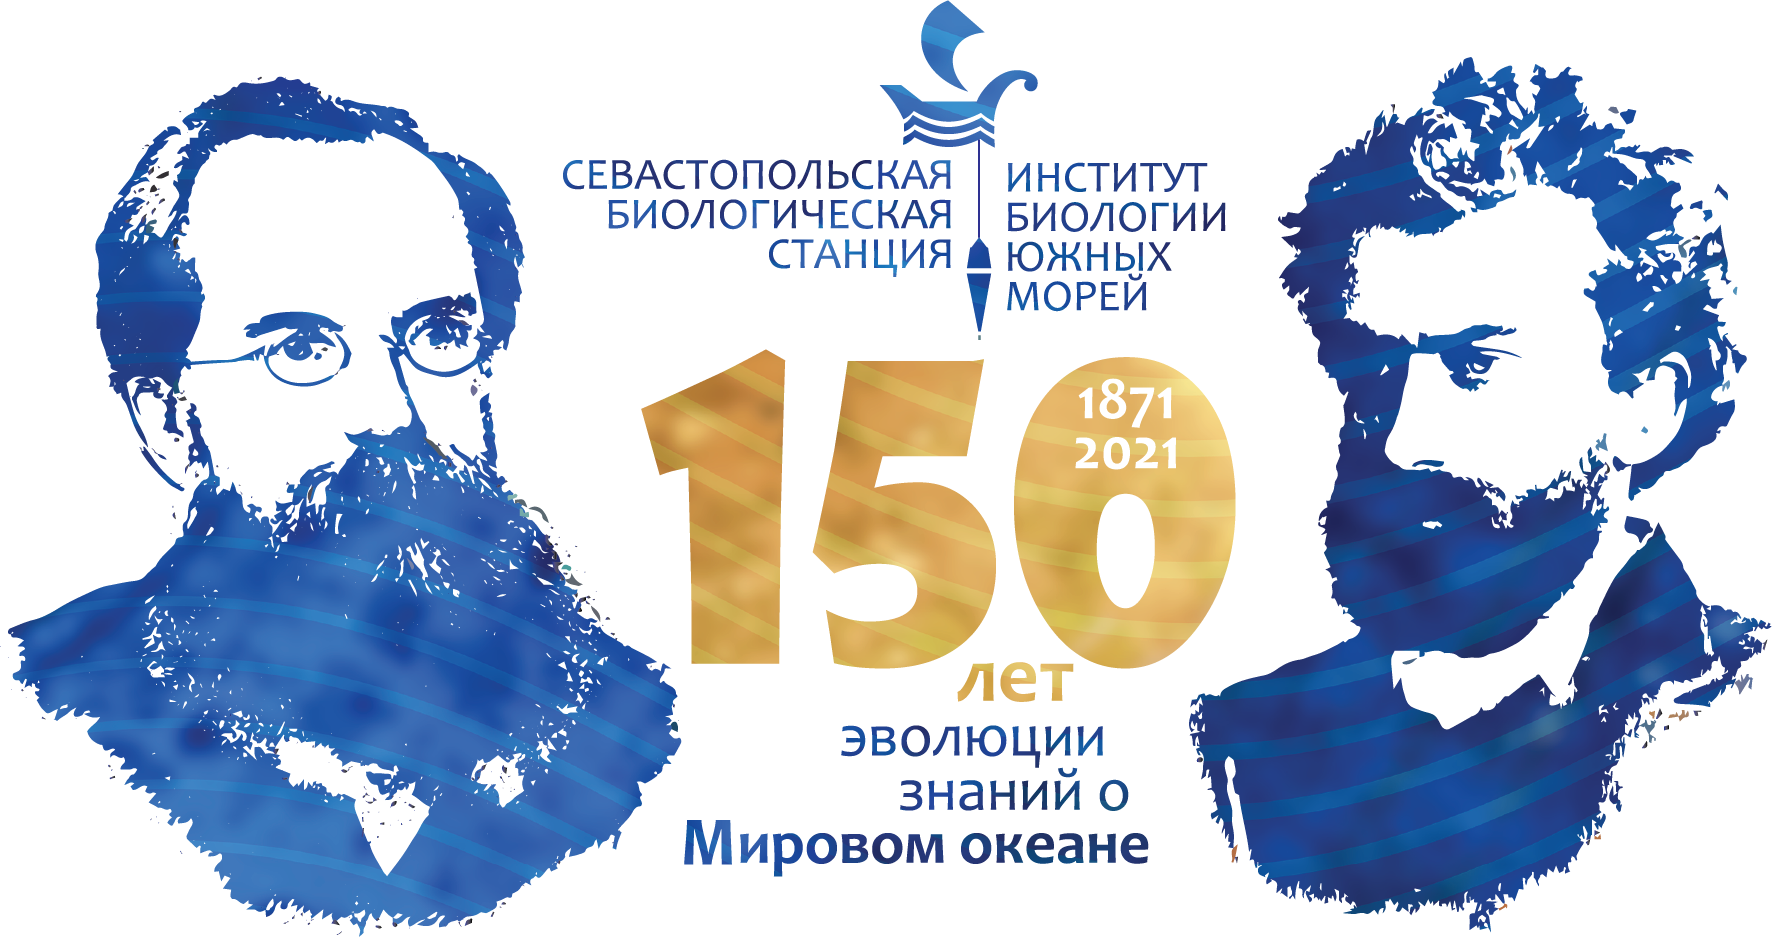 СЕВАСТОПОЛЬСКАЯ
БИОЛОГИЧЕСКАЯ
СТАНЦИЯ
ИНСТИТУТ
БИОЛОГИИ
ЮЖНЫХ
МОРЕЙ
150
1871
2021
лет
эволюции
знаний о
Мировом океане